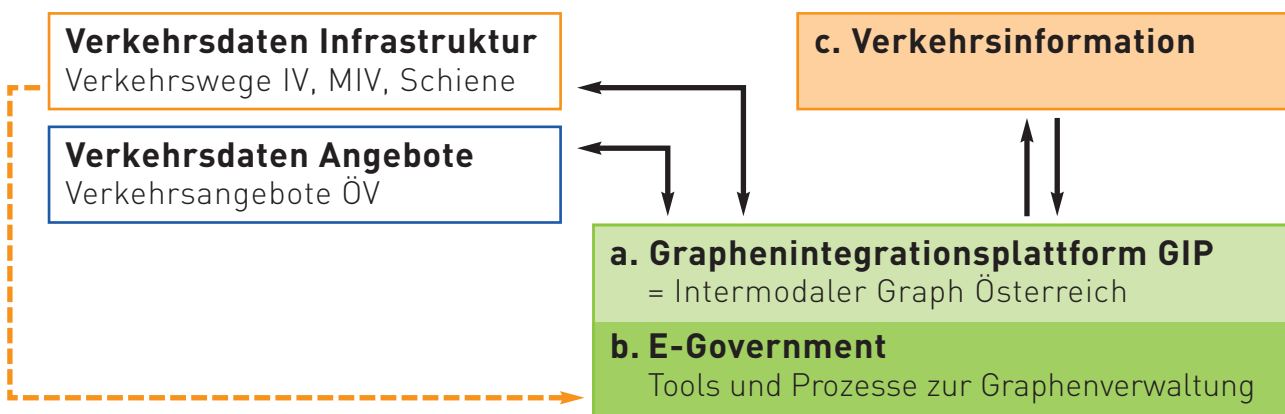 Verkehrsdaten Infrastruktur
Verkehrswege IV, MIV, Schiene
Verkehrsdaten Angebote
Verkehrsangebote ÖV
c. Verkehrsinformation
a. Graphenintegrationsplattform GIP
= Intermodaler Graph Österreich
b. E-Government
Tools und Prozesse zur Graphenverwaltung